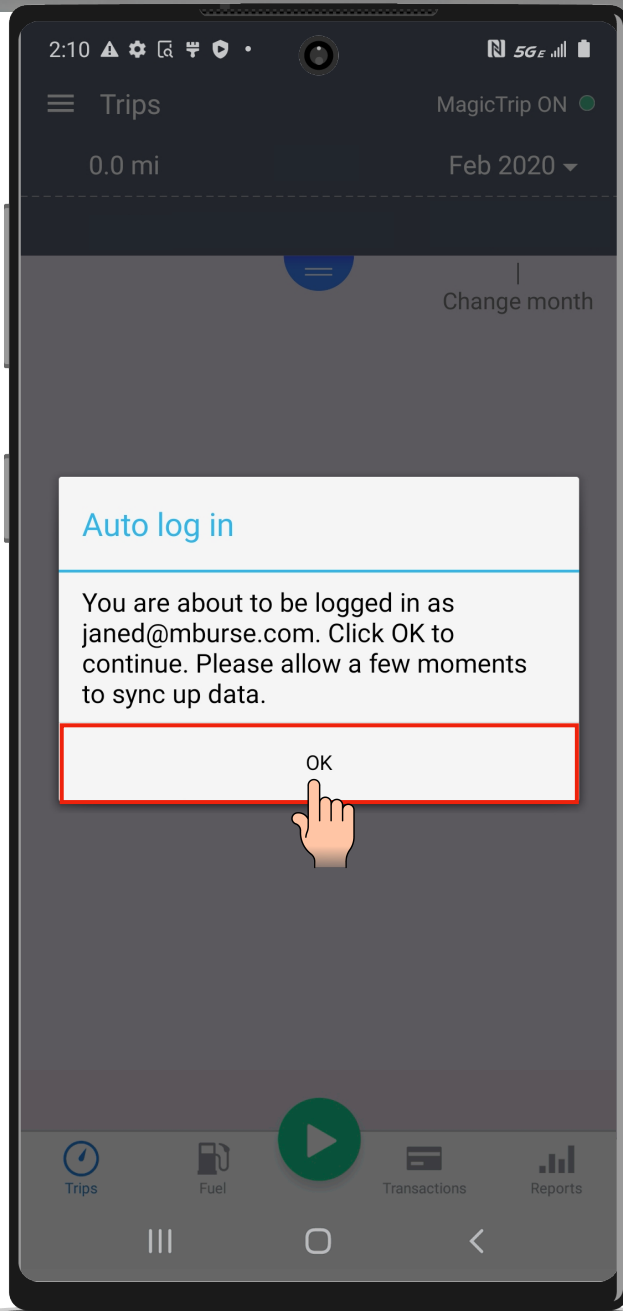 2:10
5G E
Trips
MagicTrip ON
0.0 mi
Feb 2020
Change month
Auto log in
You are about to be logged in as
janed@mburse.com. Click OK to
continue. Please allow a few moments
to sync up data.
OK
Trips
Fuel
Transactions
Reports